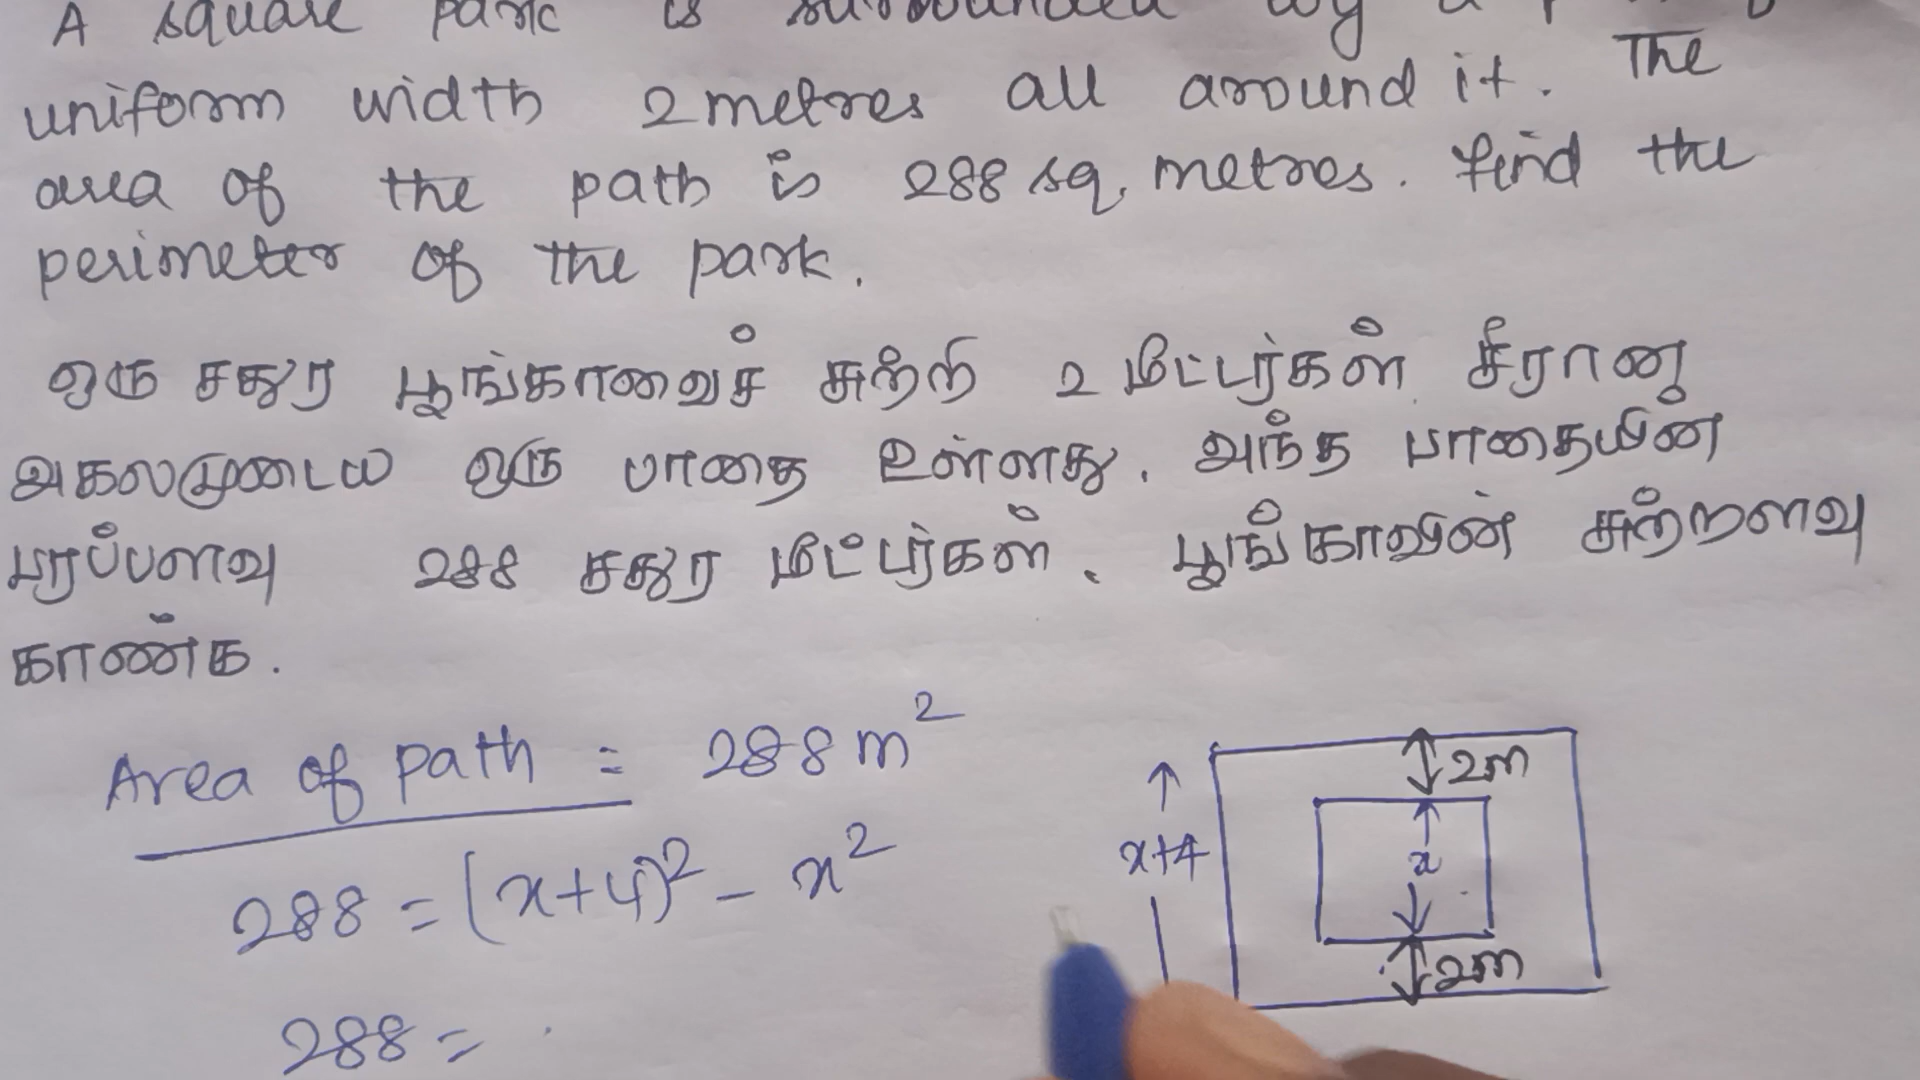 A square park is surrounded by a
uniform width 2 metres all around it. The
area of the path is 288 sq. metres. find the
perimeter of the park.
ஒரு சதுர பூங்காவைச் சுற்றி 2 மீட்டர்கள் சீரான
அகலமுடைய ஒரு பாதை உள்ளது. அந்த பாதையின்
பரப்பளவு 288 சதுர மீட்டர்கள். பூங்காவின் சுற்றளவு
காண்க.
Area of path = 288 m²
288 = (x+4)² - x²
288 =
2m
x+4
x
2m